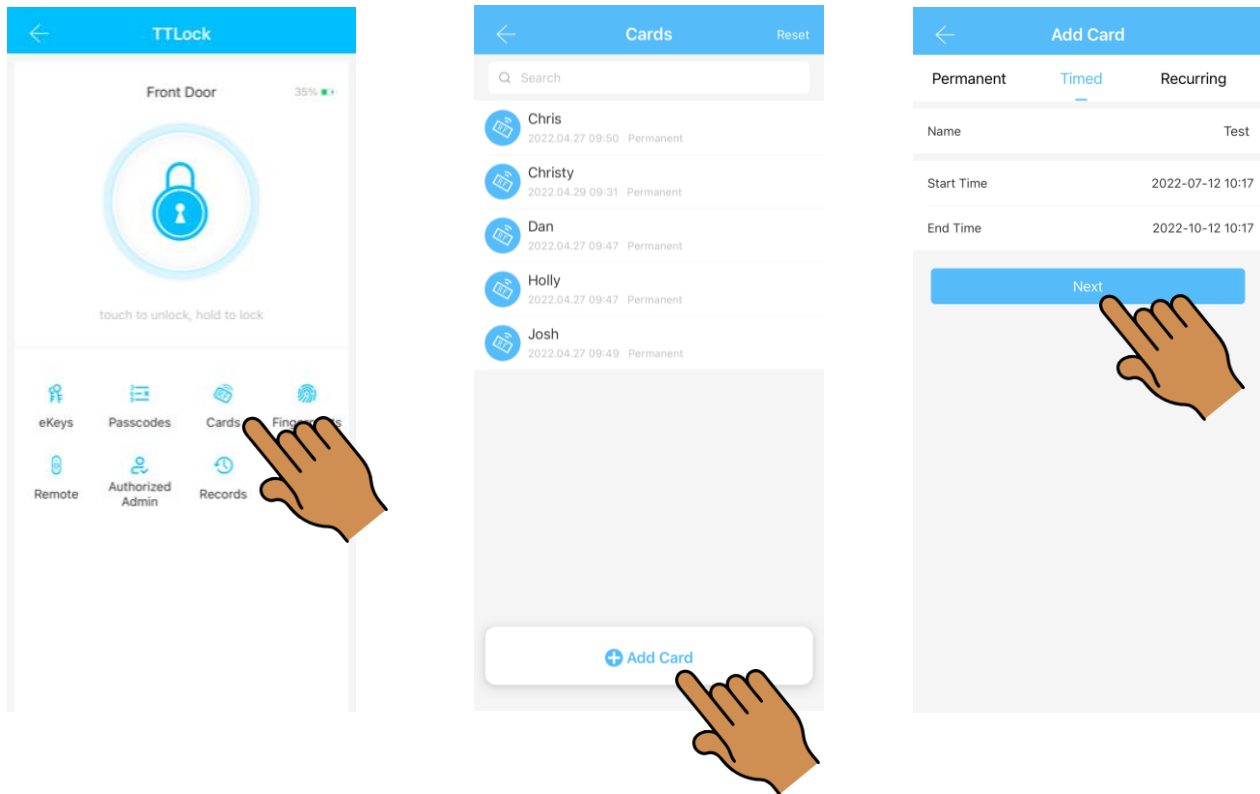 TTLock
Front Door 35%
touch to unlock, hold to lock
eKeys Passcodes Cards
Remote Authorized Admin Records
Cards Reset
Search
Chris
2022.04.27 09:50 Permanent
Christy
2022.04.29 09:31 Permanent
Dan
2022.04.27 09:47 Permanent
Holly
2022.04.27 09:47 Permanent
Josh
2022.04.27 09:49 Permanent
Add Card
Add Card
Permanent Timed Recurring
Name Test
Start Time 2022-07-12 10:17
End Time 2022-10-12 10:17
Next